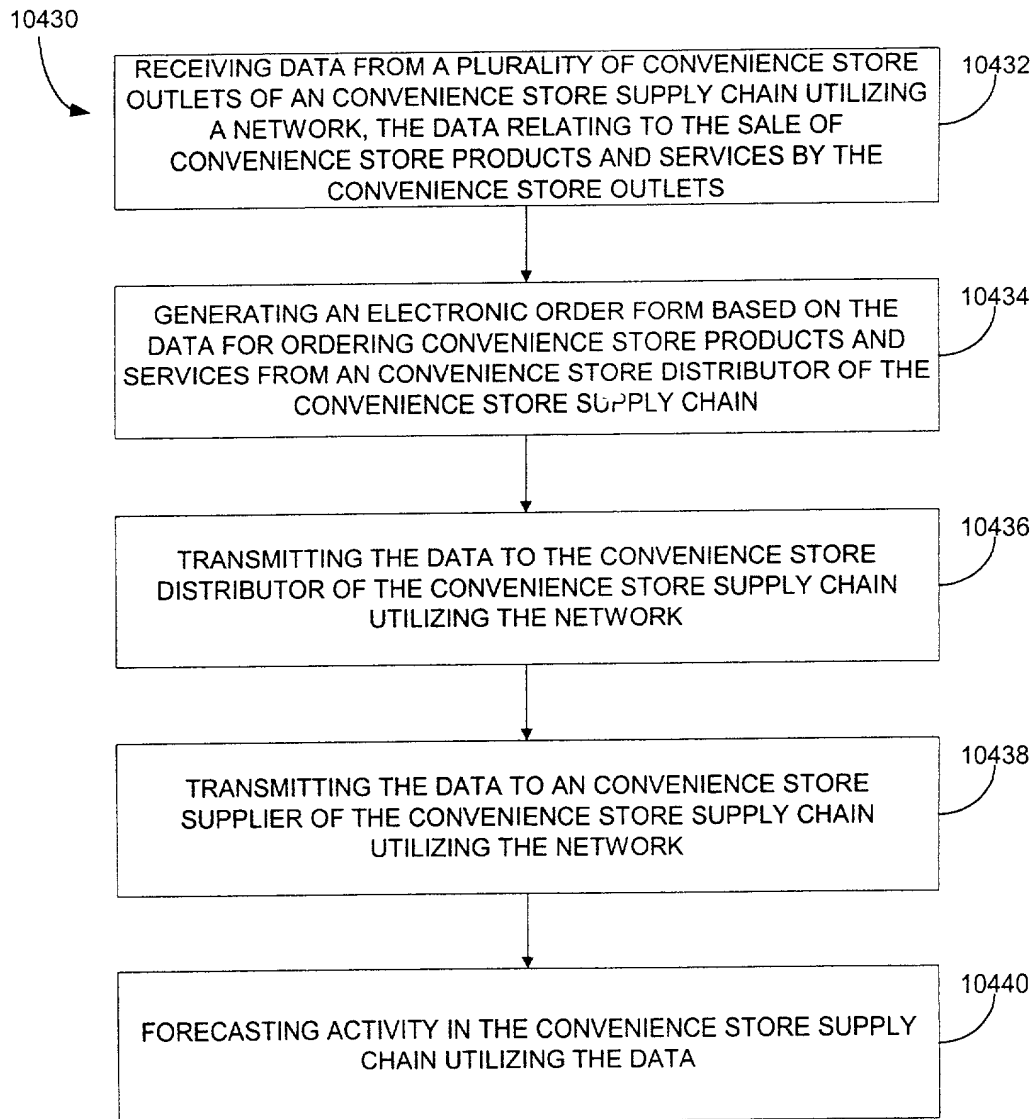 10430
RECEIVING DATA FROM A PLURALITY OF CONVENIENCE STORE
OUTLETS OF AN CONVENIENCE STORE SUPPLY CHAIN UTILIZING
A NETWORK, THE DATA RELATING TO THE SALE OF
CONVENIENCE STORE PRODUCTS AND SERVICES BY THE
CONVENIENCE STORE OUTLETS
10432
GENERATING AN ELECTRONIC ORDER FORM BASED ON THE
DATA FOR ORDERING CONVENIENCE STORE PRODUCTS AND
SERVICES FROM AN CONVENIENCE STORE DISTRIBUTOR OF THE
CONVENIENCE STORE SUPPLY CHAIN
10434
TRANSMITTING THE DATA TO THE CONVENIENCE STORE
DISTRIBUTOR OF THE CONVENIENCE STORE SUPPLY CHAIN
UTILIZING THE NETWORK
10436
TRANSMITTING THE DATA TO AN CONVENIENCE STORE
SUPPLIER OF THE CONVENIENCE STORE SUPPLY CHAIN
UTILIZING THE NETWORK
10438
FORECASTING ACTIVITY IN THE CONVENIENCE STORE SUPPLY
CHAIN UTILIZING THE DATA
10440